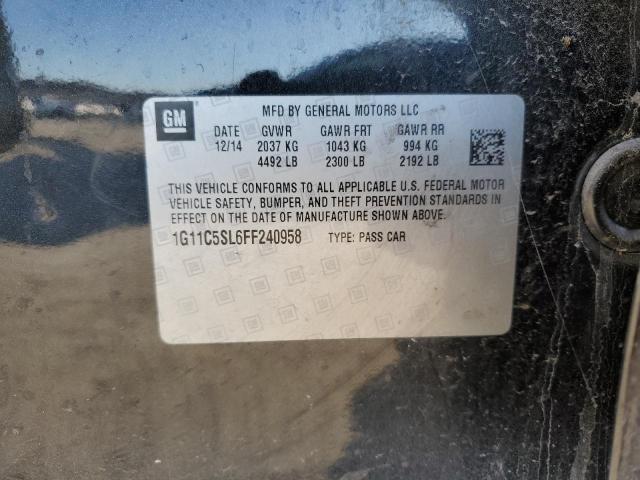 GM
MFD BY GENERAL MOTORS LLC
DATE GVWR GAWR FRT GAWR RR
12/14 2037 KG 1043 KG 994 KG
4492 LB 2300 LB 2192 LB
THIS VEHICLE CONFORMS TO ALL APPLICABLE U.S. FEDERAL MOTOR
VEHICLE SAFETY, BUMPER, AND THEFT PREVENTION STANDARDS IN
EFFECT ON THE DATE OF MANUFACTURE SHOWN ABOVE.
1G11C5SL6FF240958 TYPE: PASS CAR